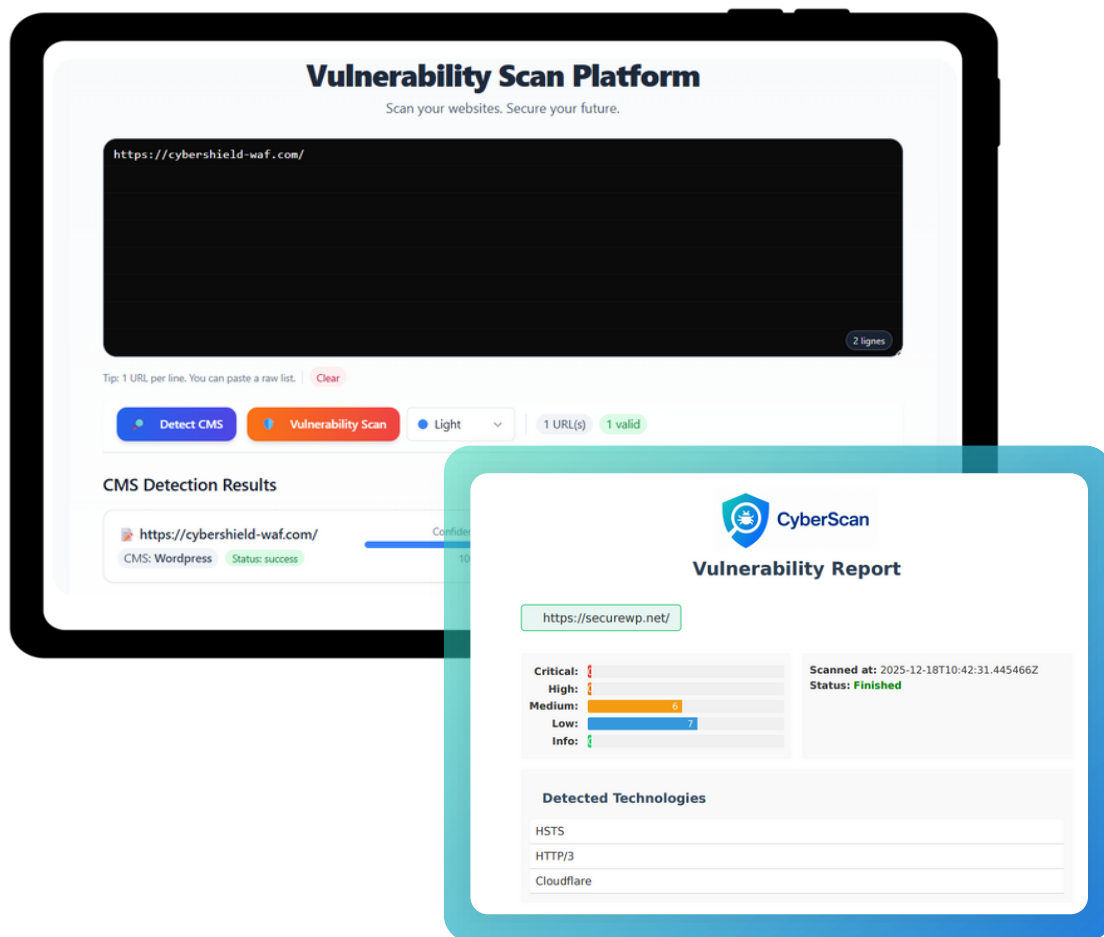 Vulnerability Scan Platform
Scan your websites. Secure your future.
https://cybershield-waf.com/
2 lignes
Tip: 1 URL per line. You can paste a raw list. Clear
Detect CMS Vulnerability Scan Light 1 URL(s) 1 valid
CMS Detection Results
https://cybershield-waf.com/
CMS: Wordpress Status: success
CyberScan
Vulnerability Report
https://securewp.net/
Critical:
High:
Medium: 6
Low: 7
Info:
Scanned at: 2025-12-18T10:42:31.445466Z
Status: Finished
Detected Technologies
HSTS
HTTP/3
Cloudflare